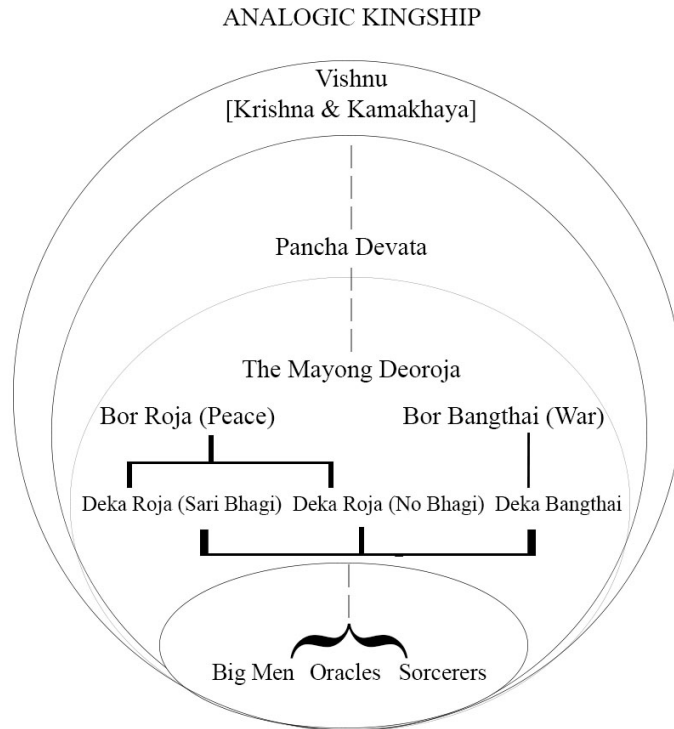 ANALOGIC KINGSHIP
Vishnu
[Krishna & Kamakhaya]
Pancha Devata
The Mayong Deoroja
Bor Roja (Peace) Bor Bangthai (War)
Deka Roja (Sari Bhagi) Deka Roja (No Bhagi) Deka Bangthai
Big Men Oracles Sorcerers